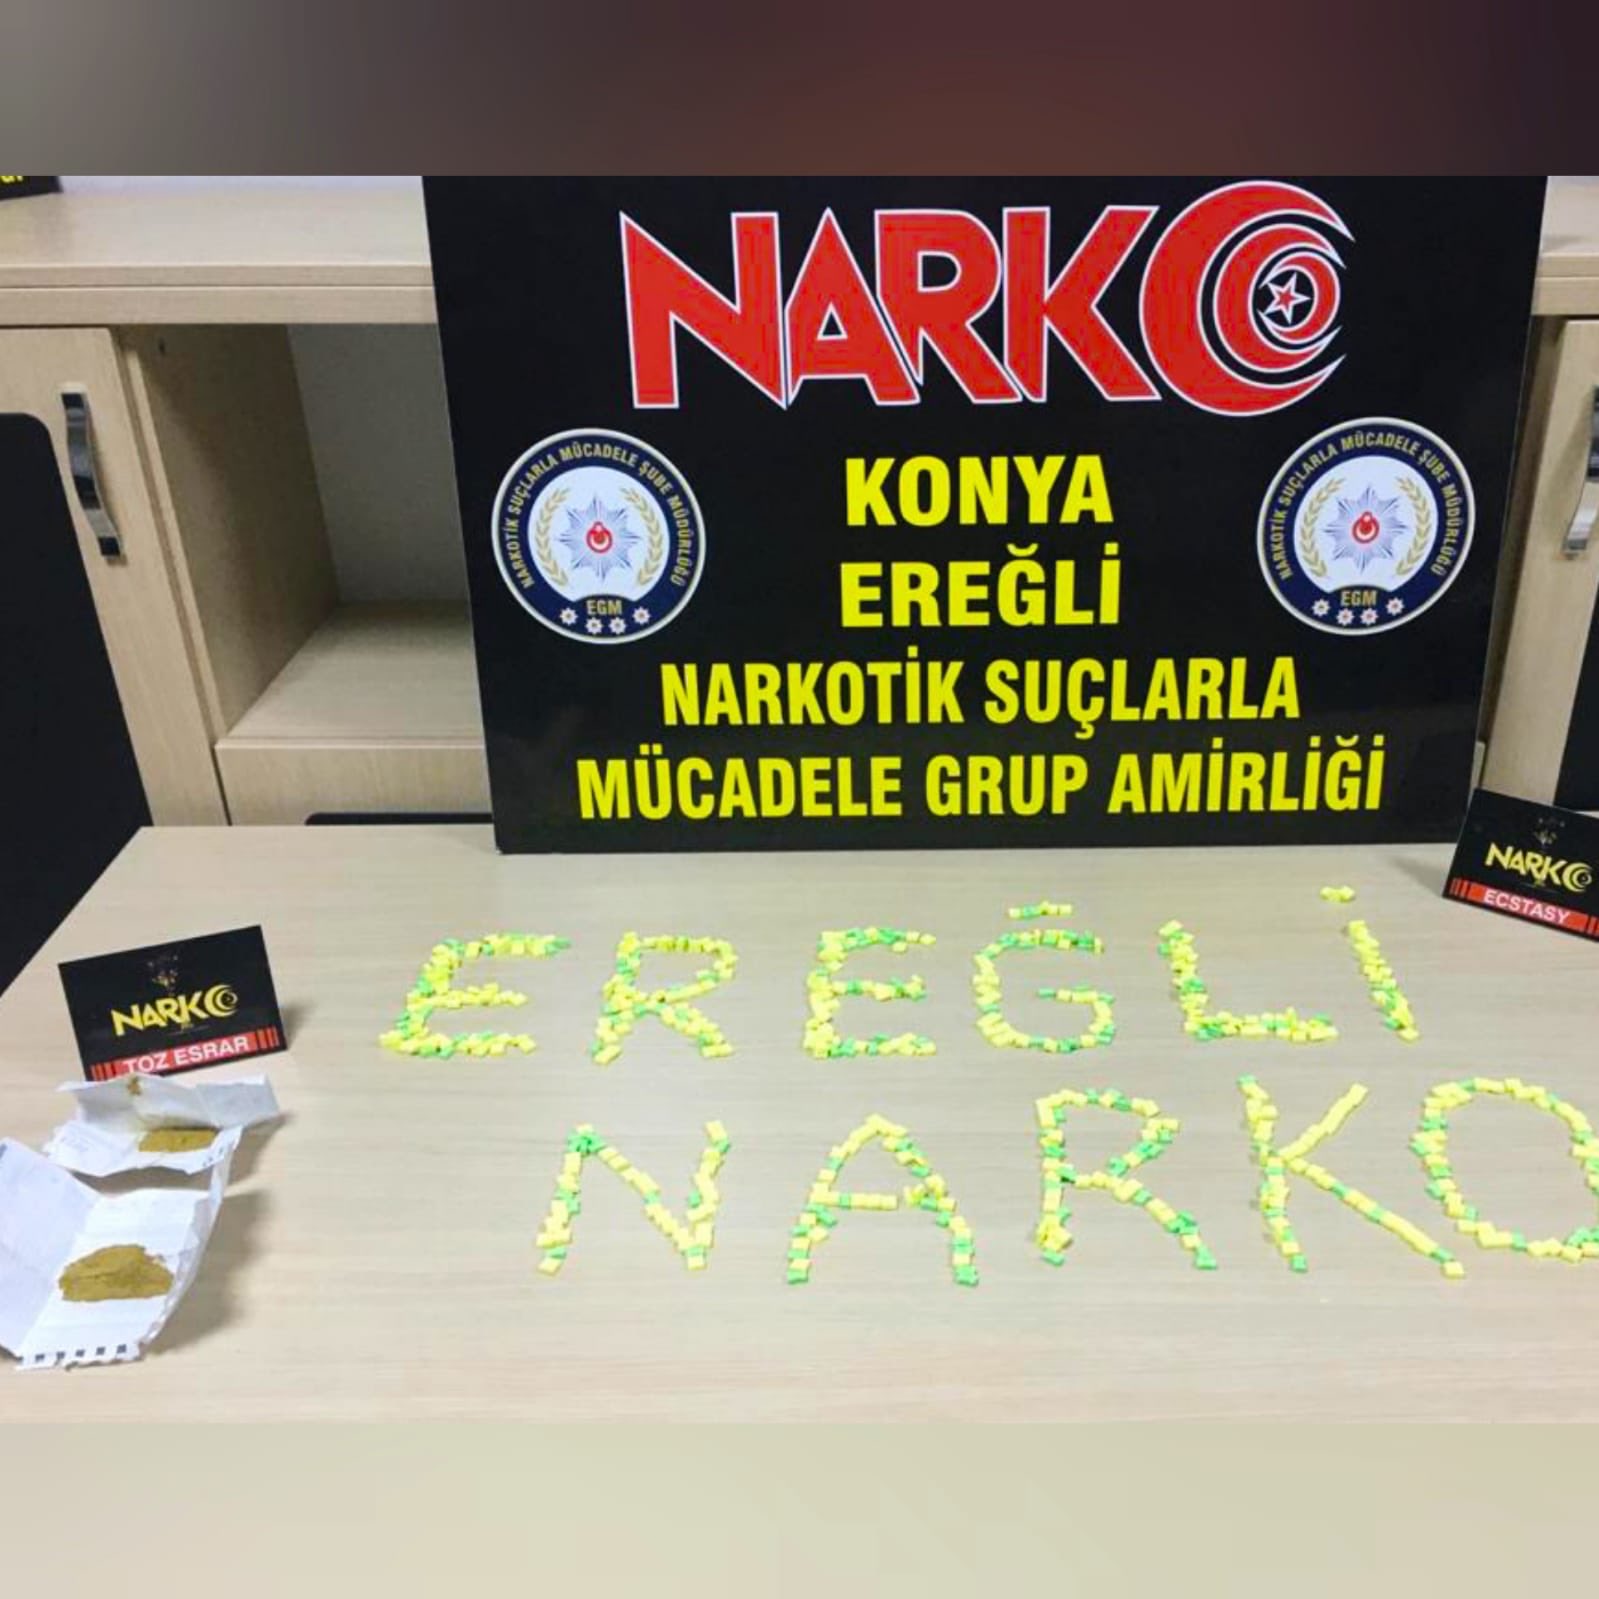 NARKO
NARKOTİK SUÇLARLA MÜCADELE ŞUBE MÜDÜRLÜĞÜ
EGM
NARKOTİK SUÇLARLA MÜCADELE ŞUBE MÜDÜRLÜĞÜ
EGM
KONYA
EREĞLİ
NARKOTİK SUÇLARLA
MÜCADELE GRUP AMİRLİĞİ
NARKO
ECSTASY
NARKO
TOZ ESRAR
EREĞLİ
NARKO